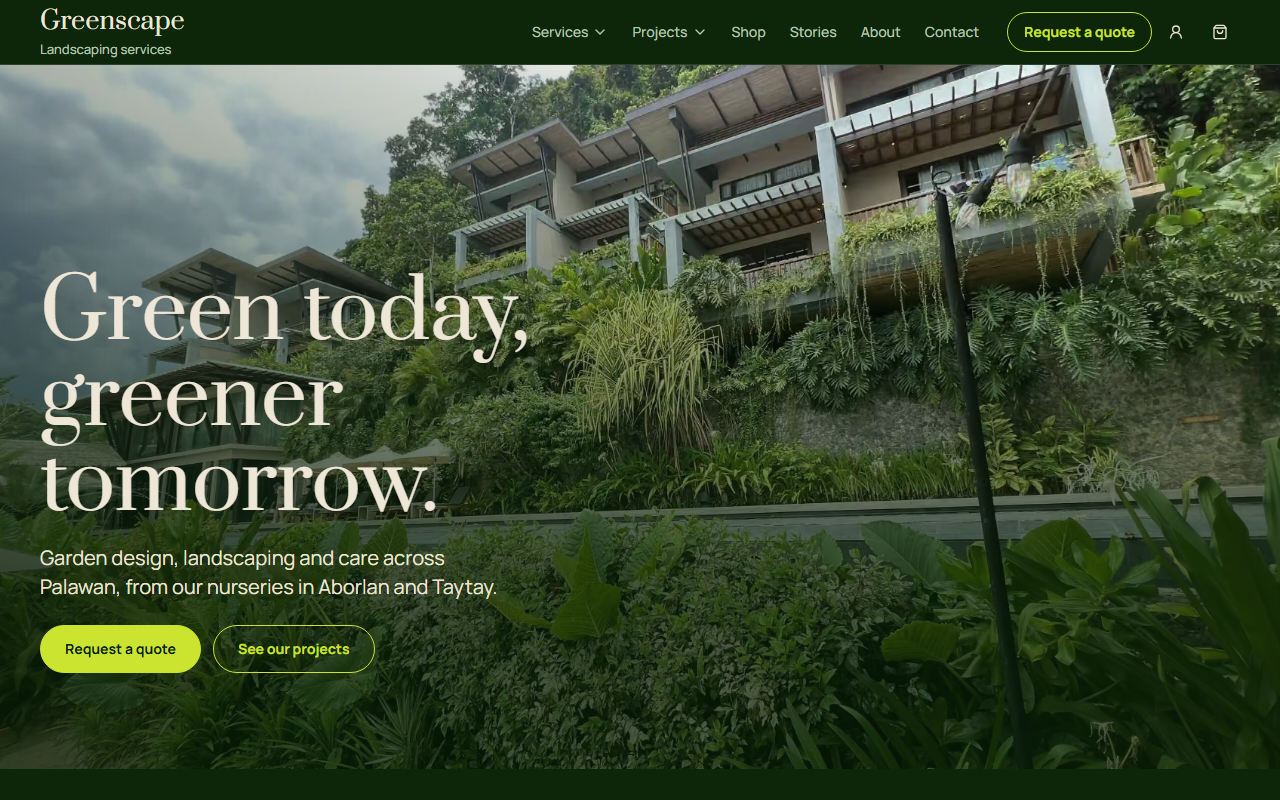 Greenscape
Landscaping services
Services
Projects
Shop
Stories
About
Contact
Request a quote
Green today,
greener
tomorrow.
Garden design, landscaping and care across
Palawan, from our nurseries in Aborlan and Taytay.
Request a quote
See our projects